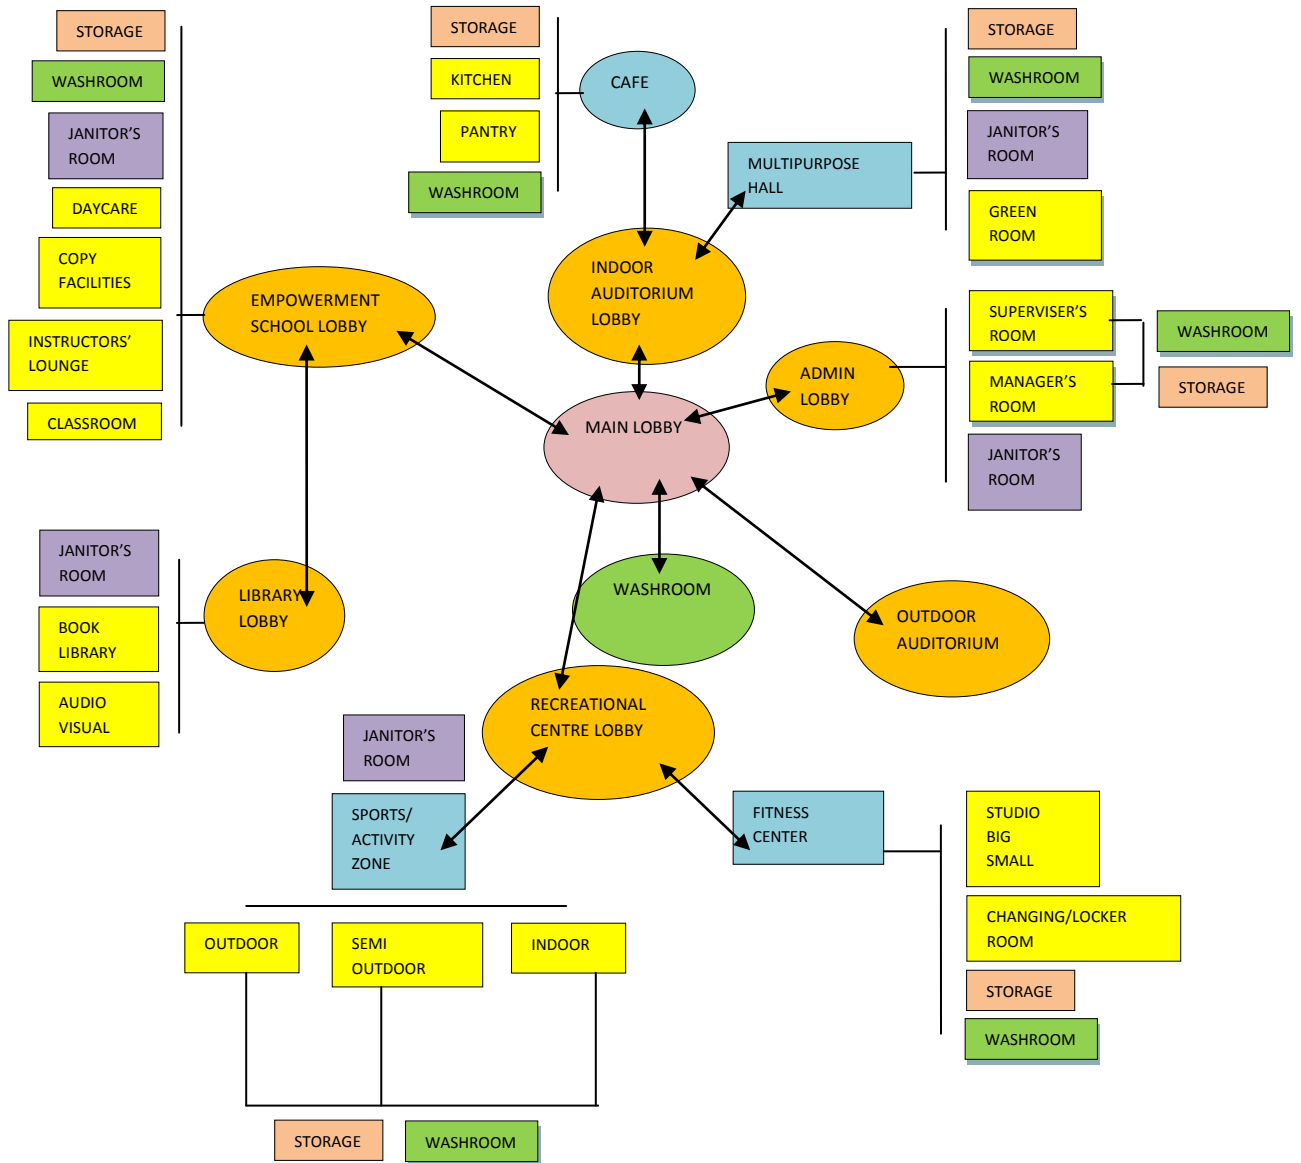 STORAGE
WASHROOM
JANITOR'S
ROOM
DAYCARE
COPY
FACILITIES
INSTRUCTORS'
LOUNGE
CLASSROOM
EMPOWERMENT
SCHOOL LOBBY
STORAGE
KITCHEN
PANTRY
WASHROOM
CAFE
MULTIPURPOSE
HALL
STORAGE
WASHROOM
JANITOR'S
ROOM
GREEN
ROOM
INDOOR
AUDITORIUM
LOBBY
ADMIN
LOBBY
SUPERVISER'S
ROOM
MANAGER'S
ROOM
JANITOR'S
ROOM
WASHROOM
STORAGE
MAIN LOBBY
JANITOR'S
ROOM
BOOK
LIBRARY
AUDIO
VISUAL
LIBRARY
LOBBY
WASHROOM
OUTDOOR
AUDITORIUM
RECREATIONAL
CENTRE LOBBY
JANITOR'S
ROOM
SPORTS/
ACTIVITY
ZONE
FITNESS
CENTER
STUDIO
BIG
SMALL
CHANGING/LOCKER
ROOM
STORAGE
WASHROOM
OUTDOOR
SEMI
OUTDOOR
INDOOR
STORAGE
WASHROOM